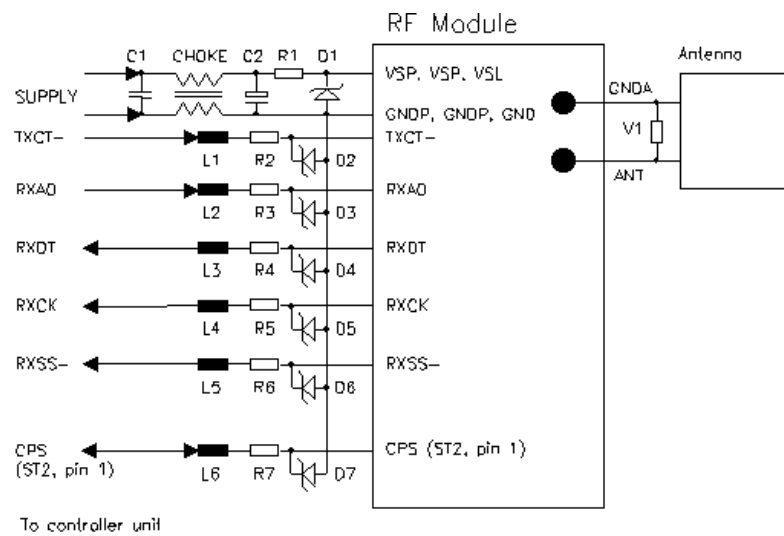 RF Module
C1 CHOKE C2 R1 D1
Antenna
VSP, VSP, VSL
GNDA
SUPPLY
GNDP, GNDP, GND
V1
TXCT-
TXCT-
L1 R2 D2
ANT
RXAO
RXAO
L2 R3 D3
RXDT
RXDT
L3 R4 D4
RXCK
RXCK
L4 R5 D5
RXSS-
RXSS-
L5 R6 D6
CPS
(ST2, pin 1)
CPS (ST2, pin 1)
L6 R7 D7
To controller unit